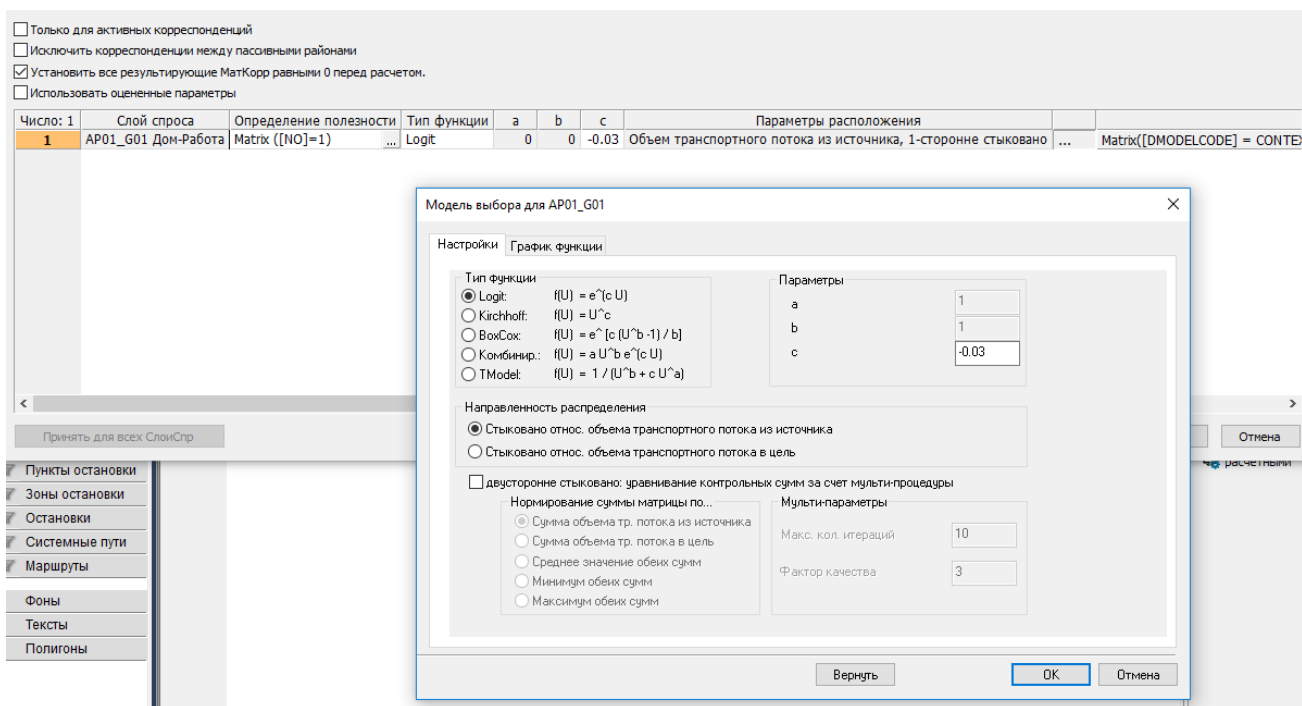 Только для активных корреспонденций
Исключить корреспонденции между пассивными районами
Установить все результирующие МатКорр равными 0 перед расчетом.
Использовать оцененные параметры
Число: 1 Слой спроса Определение полезности Тип функции a b c Параметры расположения
1 AP01_G01 Дом-Работа Matrix ([NO]=1) ... Logit 0 0 -0.03 Объем транспортного потока из источника, 1-сторонне стыковано ... Matrix([DMODELCODE] = CONTEX
Модель выбора для AP01_G01
Настройки График функции
Тип функции
Logit: f(U) = e^(c U)
Kirchhoff: f(U) = U^c
BoxCox: f(U) = e^ [c (U^b -1) / b]
Комбинир.: f(U) = a U^b e^(c U)
TModel: f(U) = 1 / (U^b + c U^a)
Параметры
a 1
b 1
c -0.03
Направленность распределения
Стыковано относ. объема транспортного потока из источника
Стыковано относ. объема транспортного потока в цель
двусторонне стыковано: уравнивание контрольных сумм за счет мульти-процедуры
Нормирование суммы матрицы по...
Сумма объема тр. потока из источника
Сумма объема тр. потока в цель
Среднее значение обеих сумм
Минимум обеих сумм
Максимум обеих сумм
Мульти-параметры
Макс. кол. итераций 10
Фактор качества 3
Вернуть OK Отмена
Принять для всех СлоиСпр
Отмена
расчетными
Пункты остановки
Зоны остановки
Остановки
Системные пути
Маршруты
Фоны
Тексты
Полигоны